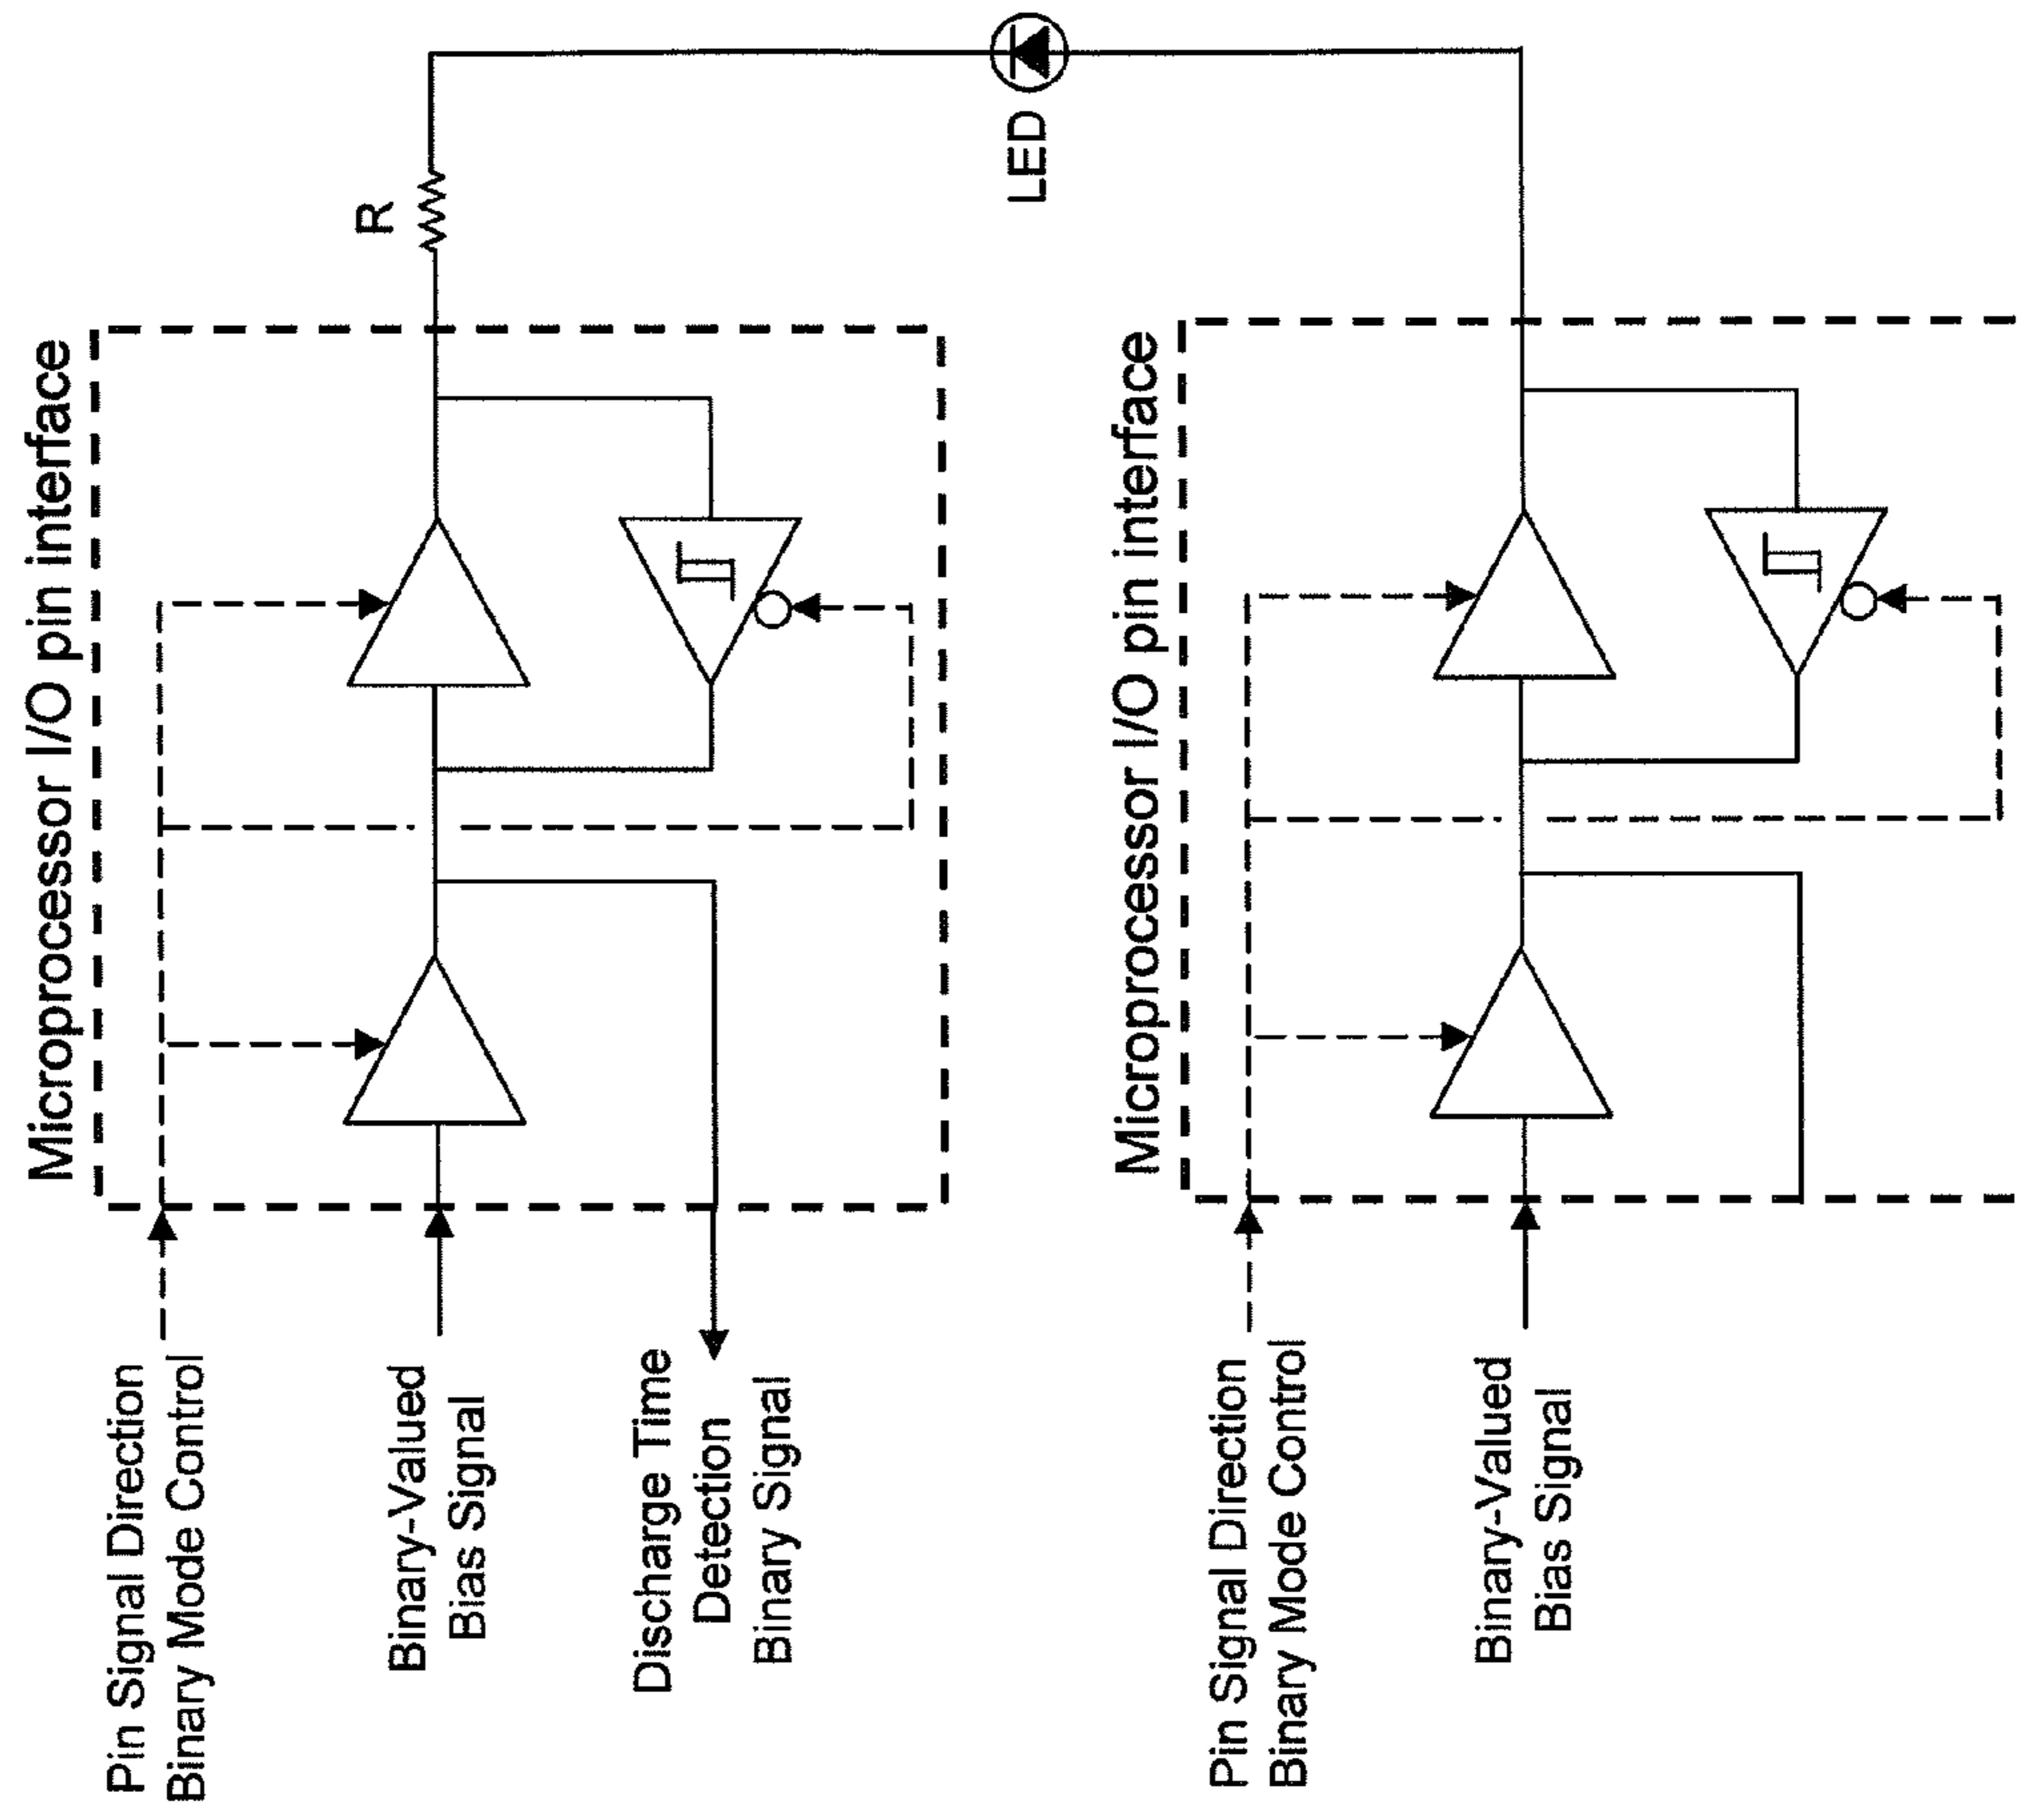 Microprocessor I/O pin interface
Pin Signal Direction
Binary Mode Control
Binary-Valued
Bias Signal
Discharge Time
Detection
Binary Signal
R
LED
Microprocessor I/O pin interface
Pin Signal Direction
Binary Mode Control
Binary-Valued
Bias Signal